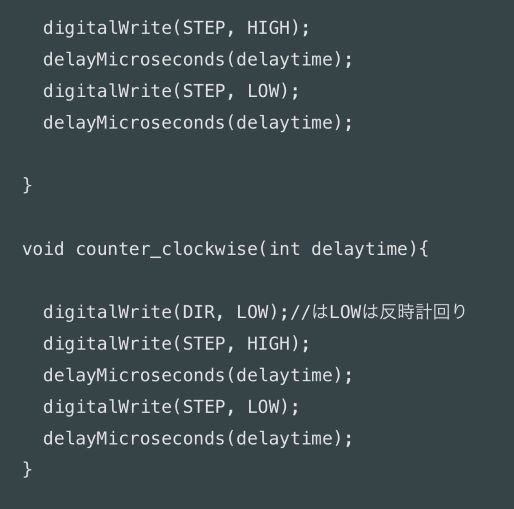 digitalWrite(STEP, HIGH);
delayMicroseconds(delaytime);
digitalWrite(STEP, LOW);
delayMicroseconds(delaytime);
}
void counter_clockwise(int delaytime){
digitalWrite(DIR, LOW);//はLOWは反時計回り
digitalWrite(STEP, HIGH);
delayMicroseconds(delaytime);
digitalWrite(STEP, LOW);
delayMicroseconds(delaytime);
}